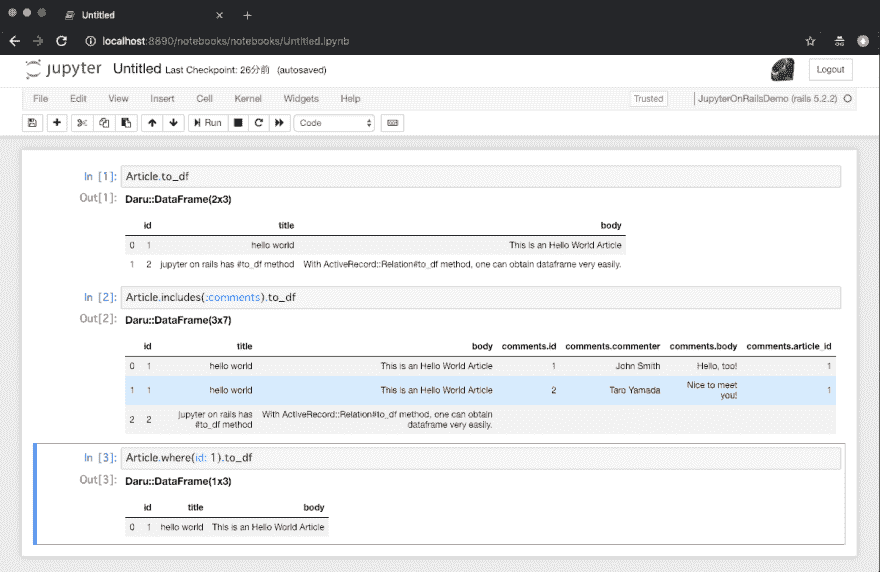 Untitled
localhost:8890/notebooks/notebooks/Untitled.ipynb
jupyter Untitled Last Checkpoint: 26分前 (autosaved) Logout
File Edit View Insert Cell Kernel Widgets Help Trusted JupyterOnRailsDemo (rails 5.2.2)
Run Code
In [1]: Article.to_df
Out[1]: Daru::DataFrame(2x3)
id title body
0 1 hello world This is an Hello World Article
1 2 jupyter on rails has #to_df method With ActiveRecord::Relation#to_df method, one can obtain dataframe very easily.
In [2]: Article.includes(:comments).to_df
Out[2]: Daru::DataFrame(3x7)
id title body comments.id comments.commenter comments.body comments.article_id
0 1 hello world This is an Hello World Article 1 John Smith Hello, too! 1
1 1 hello world This is an Hello World Article 2 Taro Yamada Nice to meet you! 1
2 2 jupyter on rails has #to_df method With ActiveRecord::Relation#to_df method, one can obtain dataframe very easily.
In [3]: Article.where(id: 1).to_df
Out[3]: Daru::DataFrame(1x3)
id title body
0 1 hello world This is an Hello World Article